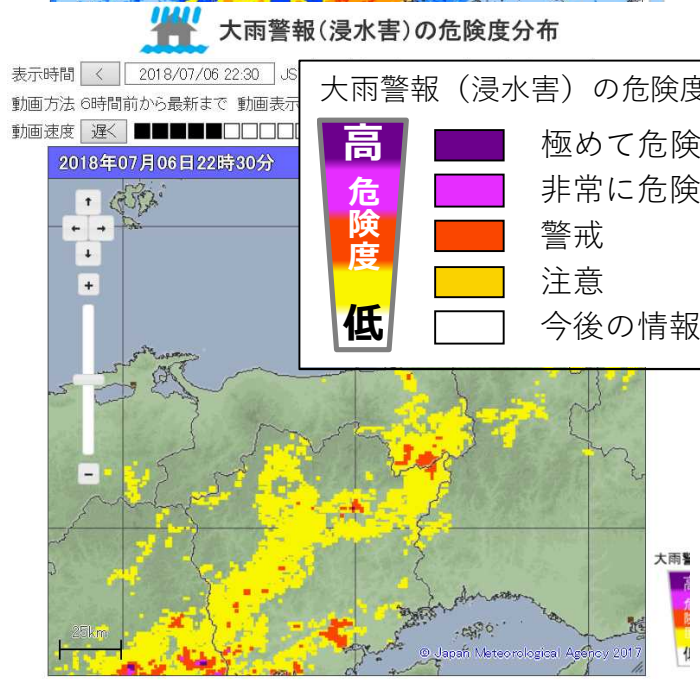 大雨警報(浸水害)の危険度分布
表示時間 < 2018/07/06 22:30 JS
動画方法 6時間前から最新まで 動画表示
動画速度 遅く
大雨警報（浸水害）の危険度
高
危険度
低
極めて危険
非常に危険
警戒
注意
今後の情報
2018年07月06日22時30分
25km
© Japan Meteorological Agency 2017
大雨警
高
低